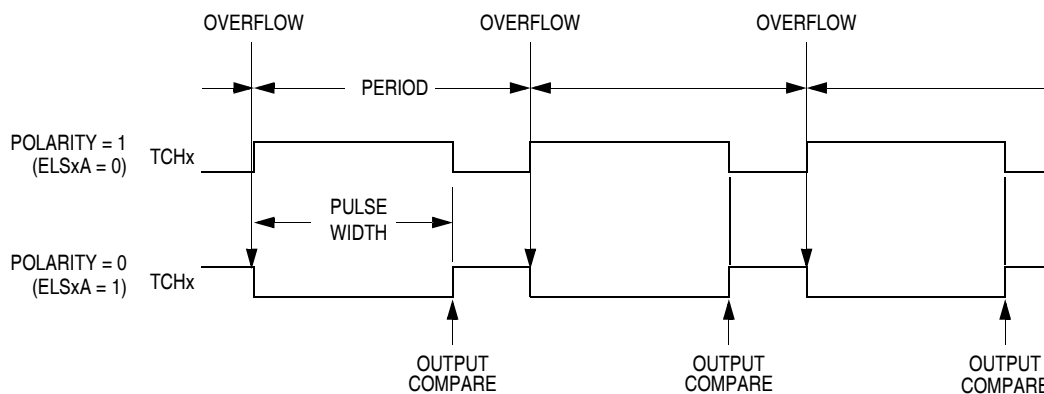 OVERFLOW OVERFLOW OVERFLOW
PERIOD
POLARITY = 1
(ELSxA = 0)
TCHx
PULSE
WIDTH
POLARITY = 0
(ELSxA = 1)
TCHx
OUTPUT
COMPARE
OUTPUT
COMPARE
OUTPUT
COMPARE